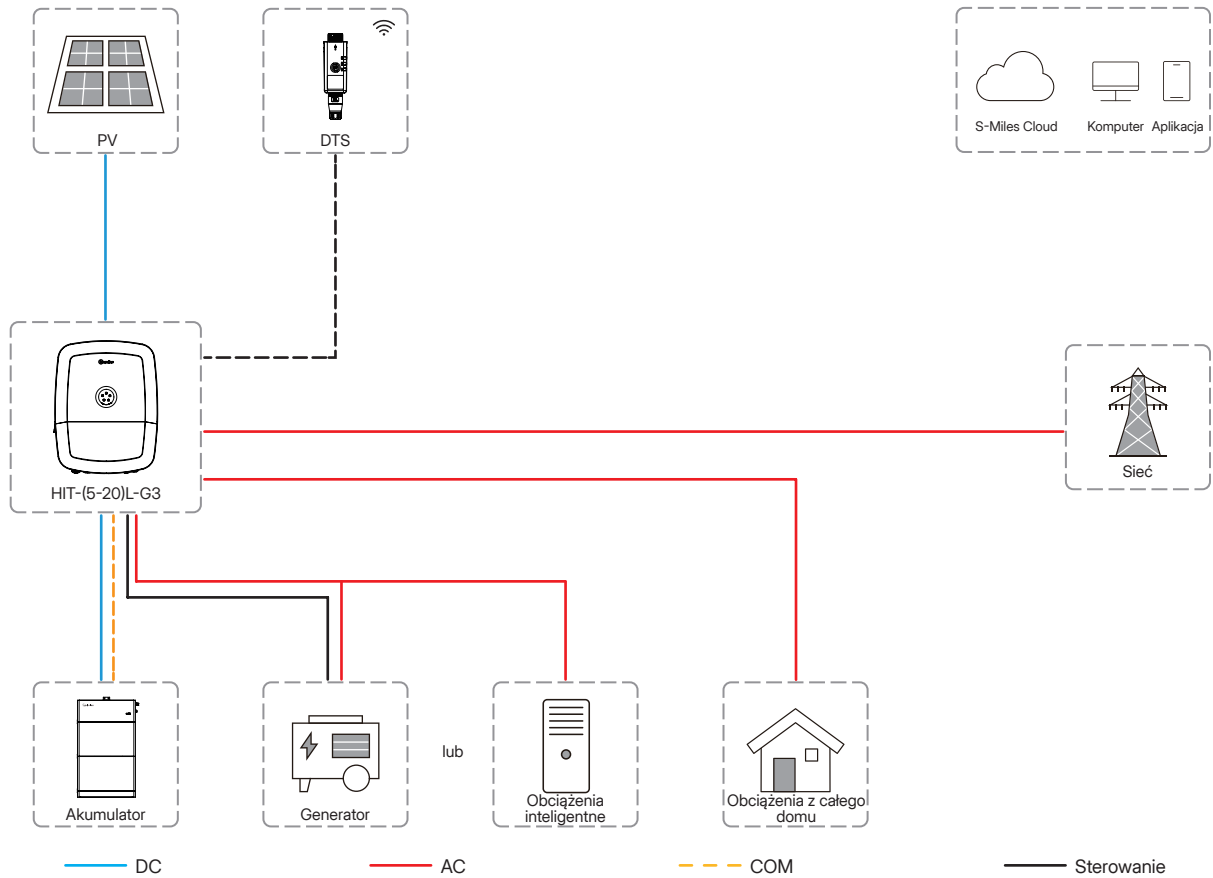 PV
DTS
S-Miles Cloud
Komputer
Aplikacja
HIT-(5-20)L-G3
Sieć
Akumulator
Generator
lub
Obciążenia
inteligentne
Obciążenia z całego
domu
DC
AC
COM
Sterowanie